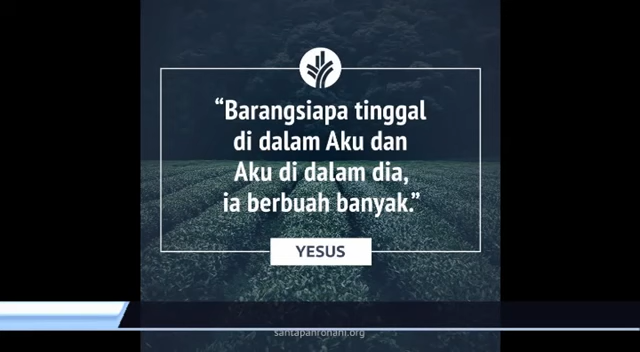 “Barangsiapa tinggal
di dalam Aku dan
Aku di dalam dia,
ia berbuah banyak.”
YESUS
santapanrohani.org